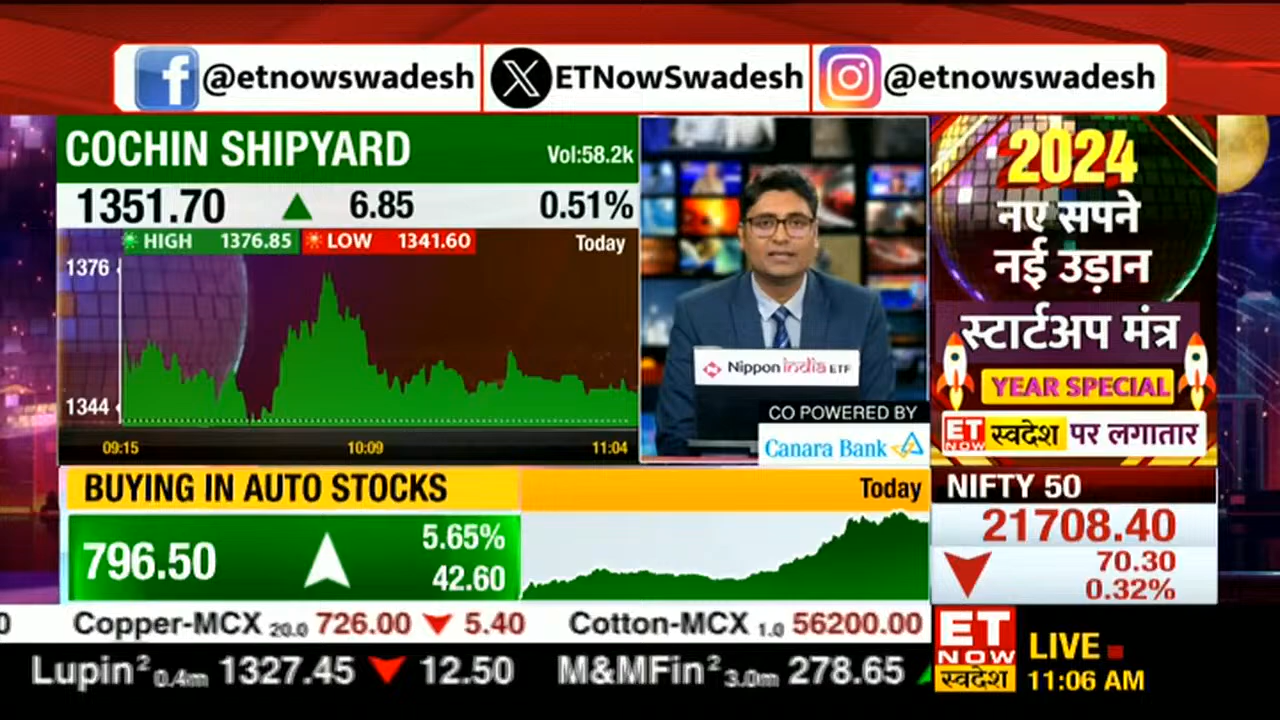 @etnowswadesh
ETNowSwadesh
@etnowswadesh
COCHIN SHIPYARD
Vol:58.2k
1351.70 ▲ 6.85 0.51%
HIGH 1376.85 LOW 1341.60 Today
1376
1344
09:15 10:09 11:04
Nippon india ETF
CO POWERED BY
Canara Bank
2024
नए सपने
नई उड़ान
स्टार्टअप मंत्र
YEAR SPECIAL
ET NOW स्वदेश पर लगातार
BUYING IN AUTO STOCKS
Today
796.50
5.65%
42.60
NIFTY 50
21708.40
70.30
0.32%
0 Copper-MCX 20.0 726.00 ▼ 5.40 Cotton-MCX 1.0 56200.00
Lupin² 0.4m 1327.45 ▼ 12.50 M&MFin² 3.0m 278.65
ET
NOW
स्वदेश
LIVE
11:06 AM